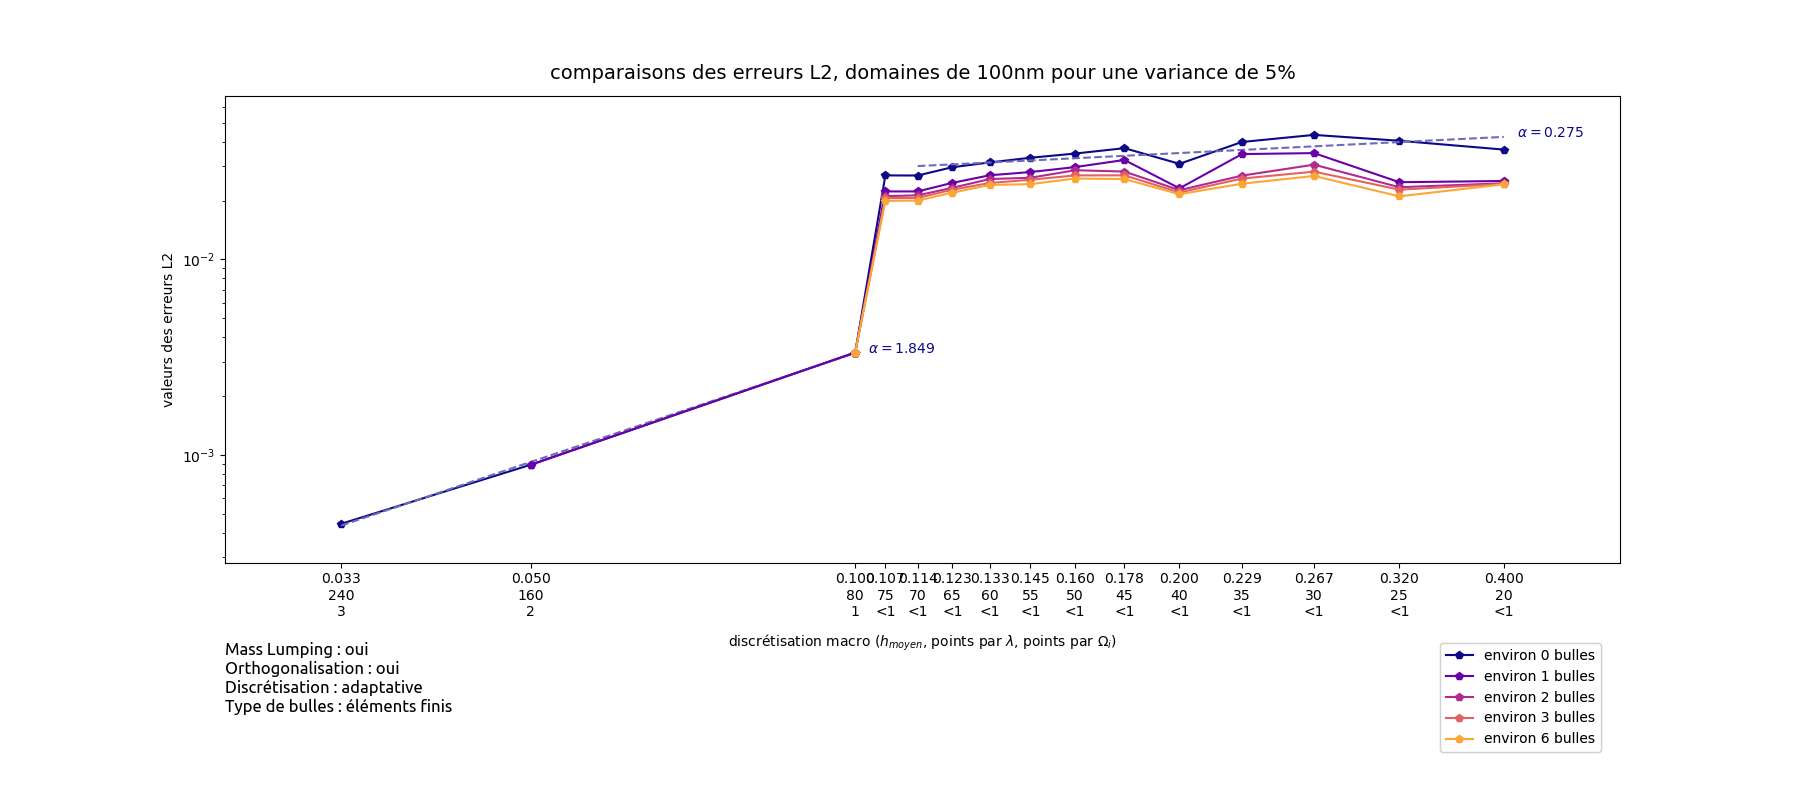 comparaisons des erreurs L2, domaines de 100nm pour une variance de 5%
valeurs des erreurs L2
10⁻²
10⁻³
α = 0.275
α = 1.849
0.033 0.050 0.100 0.107 0.114 0.123 0.133 0.145 0.160 0.178 0.200 0.229 0.267 0.320 0.400
240 160 80 75 70 65 60 55 50 45 40 35 30 25 20
3 2 1 <1 <1 <1 <1 <1 <1 <1 <1 <1 <1 <1 <1
discrétisation macro (h_moyen, points par λ, points par Ω_i)
Mass Lumping : oui
Orthogonalisation : oui
Discrétisation : adaptative
Type de bulles : éléments finis
environ 0 bulles
environ 1 bulles
environ 2 bulles
environ 3 bulles
environ 6 bulles